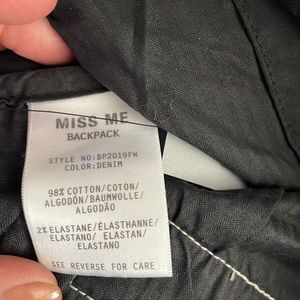 MISS ME
BACKPACK
STYLE NO:BP2019FW
COLOR:DENIM
98% COTTON/COTON/
ALGODÓN/BAUMWOLLE/
ALGODÃO
2% ELASTANE/ÉLASTHANNE/
ELASTANO/ ELASTAN/
ELASTANO
SEE REVERSE FOR CARE